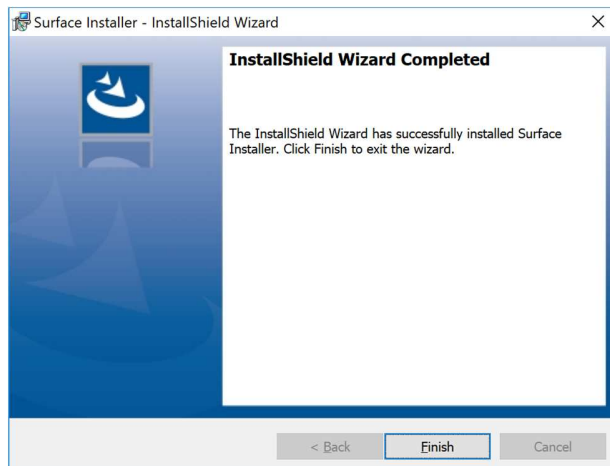 Surface Installer - InstallShield Wizard
InstallShield Wizard Completed
The InstallShield Wizard has successfully installed Surface
Installer. Click Finish to exit the wizard.
< Back
Finish
Cancel